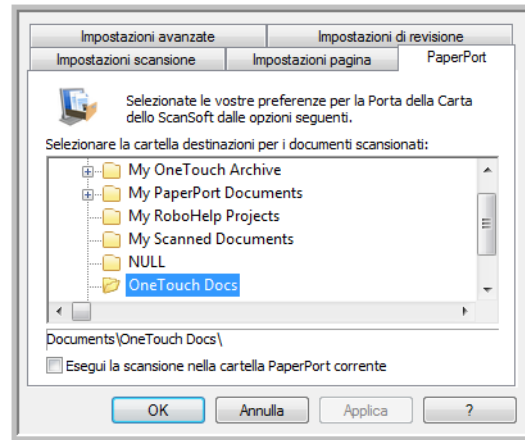 Impostazioni avanzate
Impostazioni di revisione
Impostazioni scansione
Impostazioni pagina
PaperPort
Selezionate le vostre preferenze per la Porta della Carta
dello ScanSoft dalle opzioni seguenti.
Selezionare la cartella destinazioni per i documenti scansionati:
My OneTouch Archive
My PaperPort Documents
My RoboHelp Projects
My Scanned Documents
NULL
OneTouch Docs
Documents\OneTouch Docs\
Esegui la scansione nella cartella PaperPort corrente
OK
Annulla
Applica
?